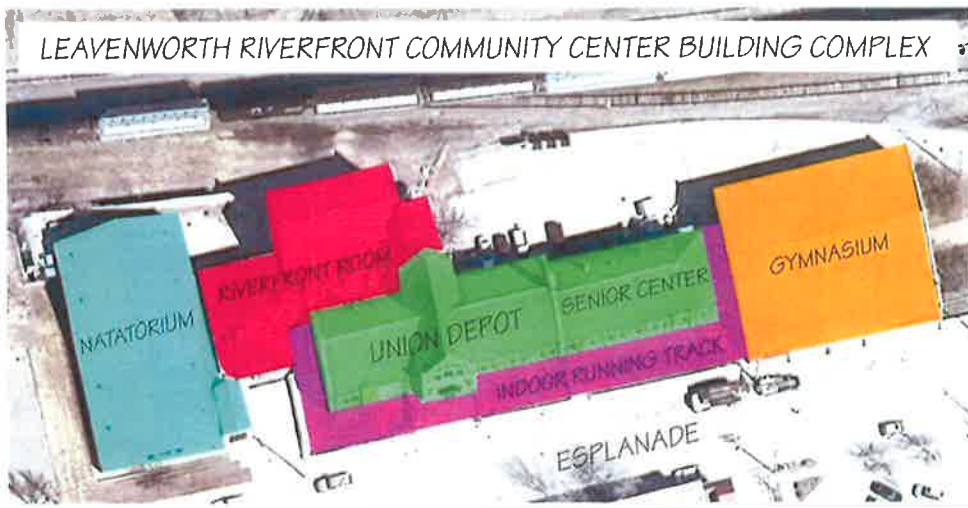 LEAVENWORTH RIVERFRONT COMMUNITY CENTER BUILDING COMPLEX
NATATORIUM
RIVERFRONT ROOM
UNION DEPOT
SENIOR CENTER
GYMNASIUM
INDOOR RUNNING TRACK
ESPLANADE